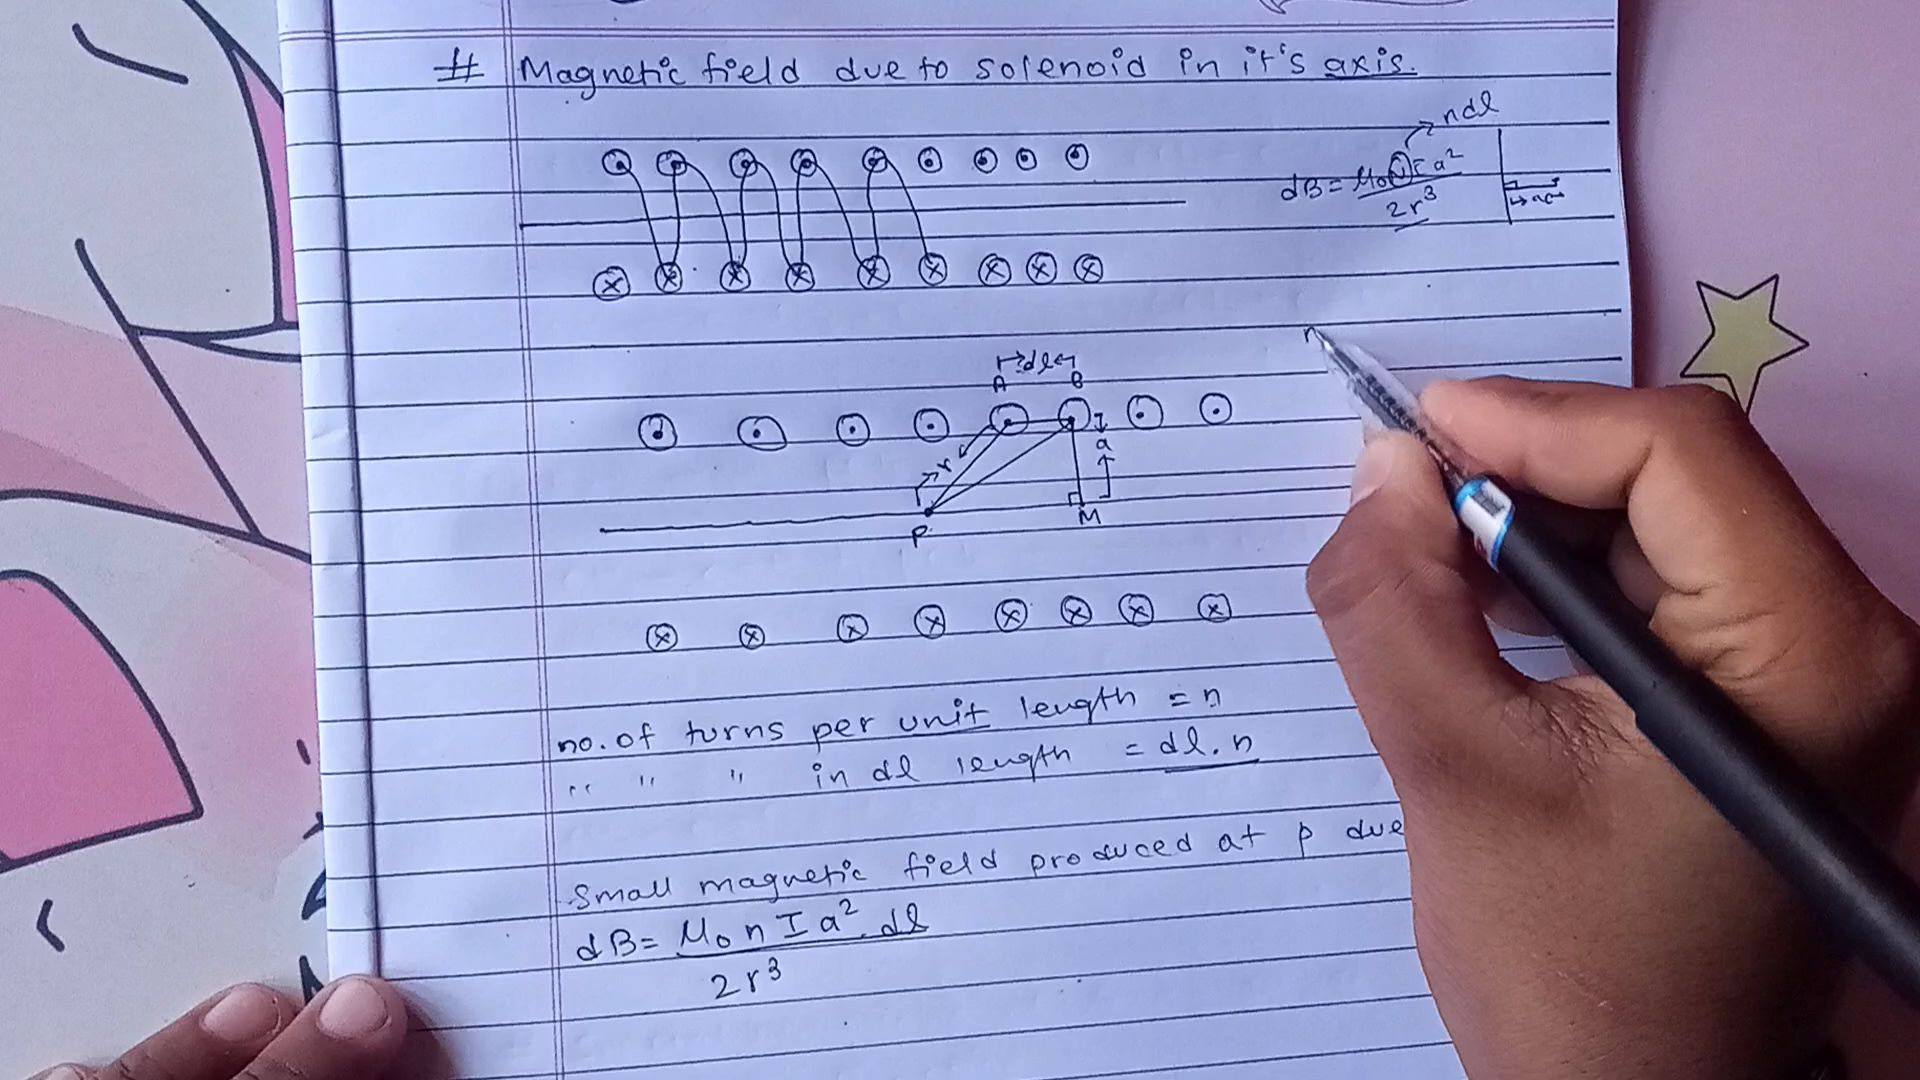 # Magnetic field due to solenoid in it's axis.
ndl
dB = μ₀NIa²
2r³
x
dl
A B
r
a
P
M
no. of turns per unit length = n
" " " in dl length = dl.n
Small magnetic field produced at p due
dB = μ₀nIa².dl
2r³